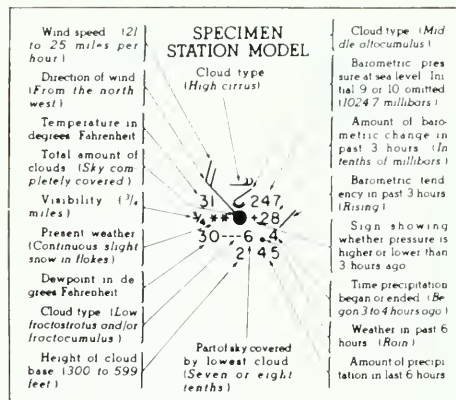 SPECIMEN
STATION MODEL
Wind speed (21
to 25 miles per
hour)
Direction of wind
(From the north
west)
Temperature in
degrees Fahrenheit
Total amount of
clouds (Sky com
pletely covered)
Visibility (3/4
miles)
Present weather
(Continuous slight
snow in flakes)
Dewpoint in de
grees Fahrenheit
Cloud type (Low
fractostratus and/or
fractocumulus)
Height of cloud
base (300 to 599
feet)
Cloud type
(High cirrus)
31 247
3/4 ** +28
30 --- 6 .4
2 45
Part of sky covered
by lowest cloud
(Seven or eight
tenths)
Cloud type (Mid
dle altocumulus)
Barometric pres
sure at sea level Ini
tial 9 or 10 omitted
(1024 7 millibars)
Amount of baro-
metric change in
past 3 hours (In
tenths of millibars)
Barometric tend
ency in past 3 hours
(Rising)
Sign showing
whether pressure is
higher or lower than
3 hours ago
Time precipitation
began or ended (Be
gon 3 to 4 hours ago)
Weather in past 6
hours (Rain)
Amount of precipi
tation in last 6 hours